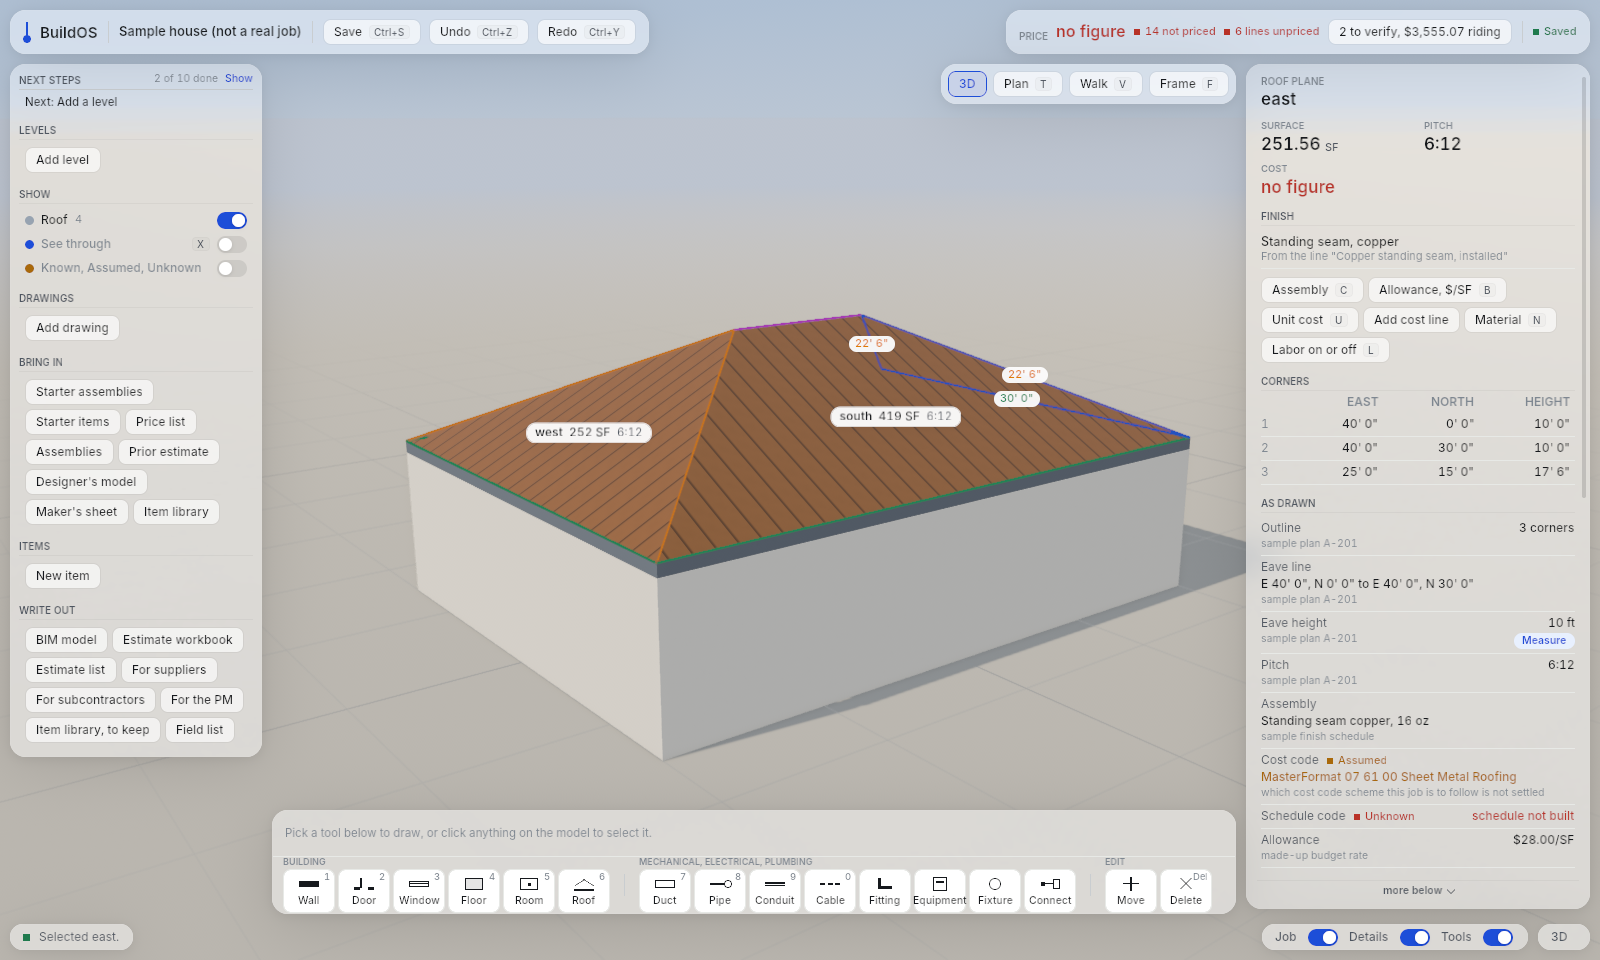 BuildOS
Sample house (not a real job)
Save Ctrl+S
Undo Ctrl+Z
Redo Ctrl+Y
PRICE no figure
14 not priced
6 lines unpriced
2 to verify, $3,555.07 riding
Saved
NEXT STEPS 2 of 10 done Show
Next: Add a level
LEVELS
Add level
SHOW
Roof 4
See through X
Known, Assumed, Unknown
DRAWINGS
Add drawing
BRING IN
Starter assemblies
Starter items Price list
Assemblies Prior estimate
Designer's model
Maker's sheet Item library
ITEMS
New item
WRITE OUT
BIM model Estimate workbook
Estimate list For suppliers
For subcontractors For the PM
Item library, to keep Field list
Selected east.
3D
Plan T
Walk V
Frame F
22' 6"
22' 6"
30' 0"
south 419 SF 6:12
west 252 SF 6:12
Pick a tool below to draw, or click anything on the model to select it.
BUILDING
Wall 1
Door 2
Window 3
Floor 4
Room 5
Roof 6
MECHANICAL, ELECTRICAL, PLUMBING
Duct 7
Pipe 8
Conduit 9
Cable 0
Fitting
Equipment
Fixture
Connect
EDIT
Move
Delete Del
ROOF PLANE
east
SURFACE PITCH
251.56 SF 6:12
COST
no figure
FINISH
Standing seam, copper
From the line "Copper standing seam, installed"
Assembly C Allowance, $/SF B
Unit cost U Add cost line Material N
Labor on or off L
CORNERS
EAST NORTH HEIGHT
1 40' 0" 0' 0" 10' 0"
2 40' 0" 30' 0" 10' 0"
3 25' 0" 15' 0" 17' 6"
AS DRAWN
Outline 3 corners
sample plan A-201
Eave line
E 40' 0", N 0' 0" to E 40' 0", N 30' 0"
sample plan A-201
Eave height 10 ft
sample plan A-201 Measure
Pitch 6:12
sample plan A-201
Assembly
Standing seam copper, 16 oz
sample finish schedule
Cost code Assumed
MasterFormat 07 61 00 Sheet Metal Roofing
which cost code scheme this job is to follow is not settled
Schedule code Unknown schedule not built
Allowance $28.00/SF
made-up budget rate
more below
Job Details Tools 3D